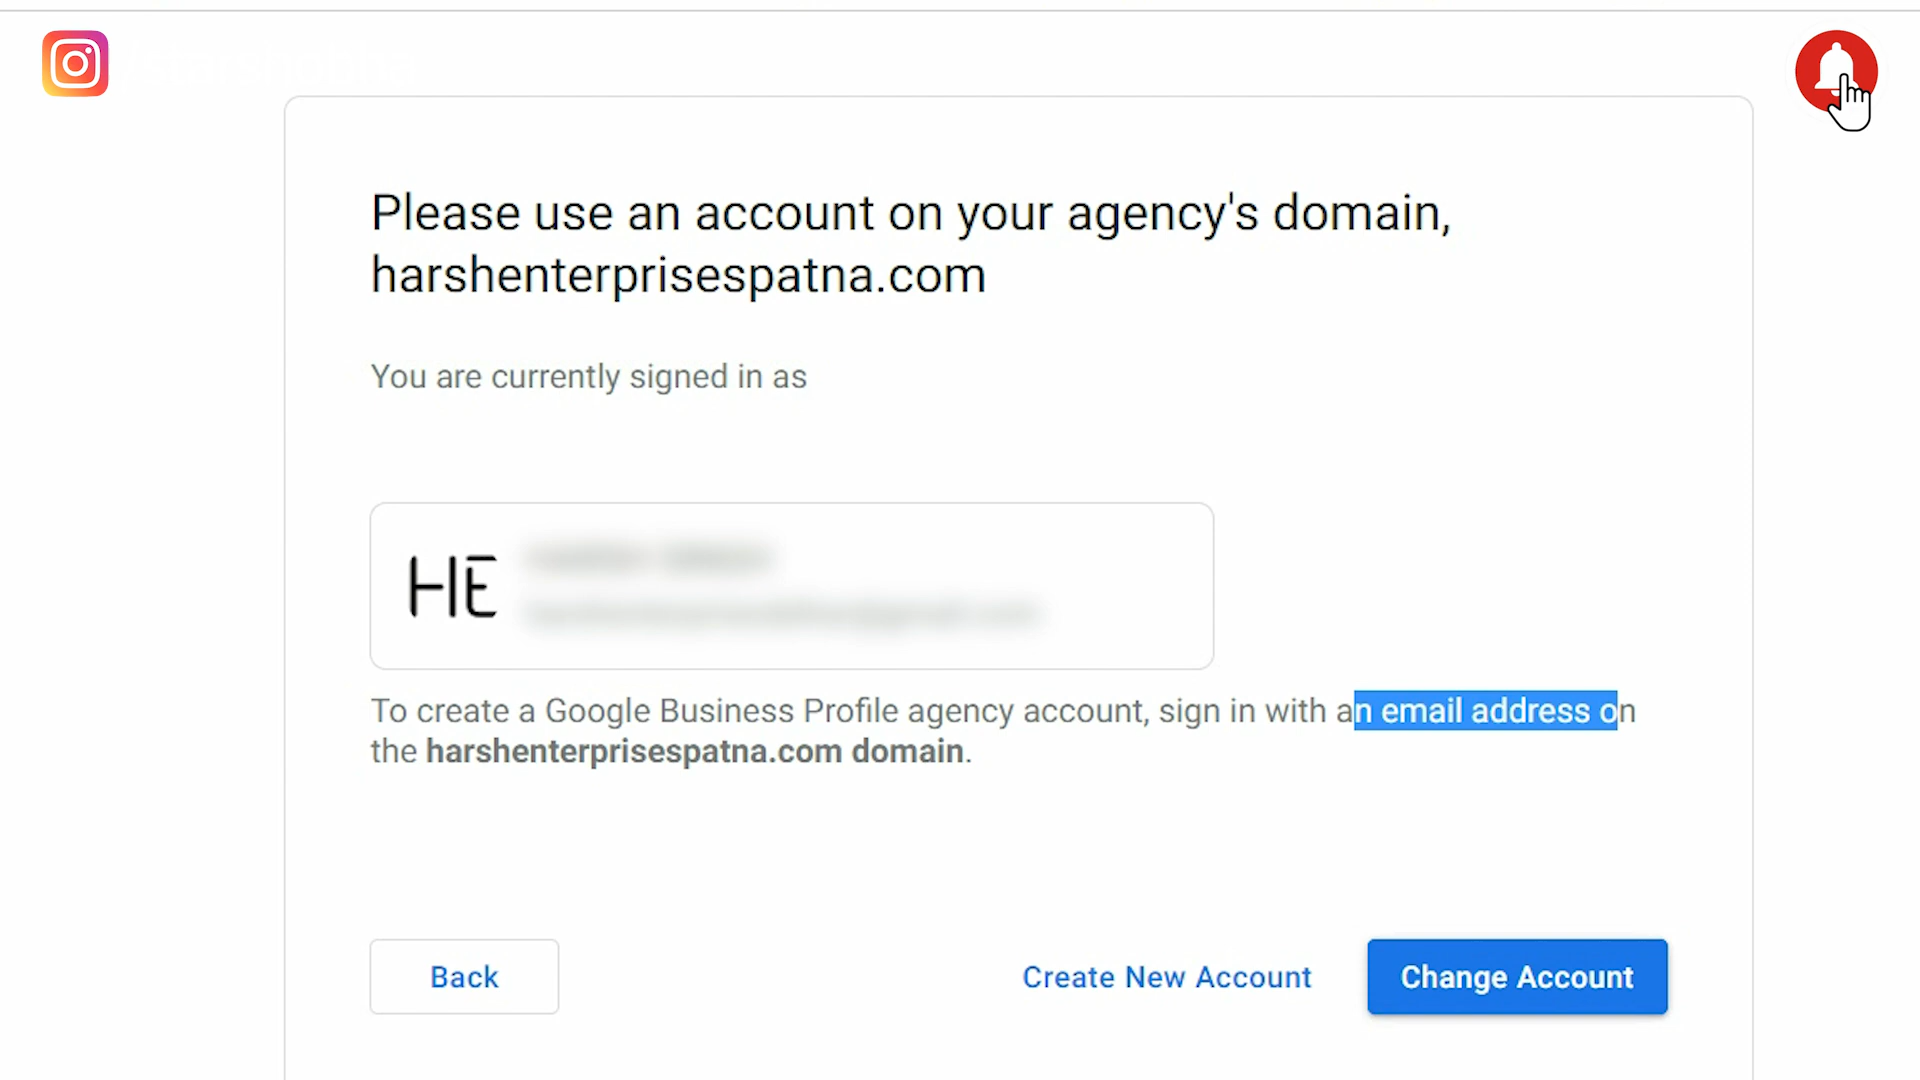 Please use an account on your agency's domain,
harshenterprisespatna.com
You are currently signed in as
HE
To create a Google Business Profile agency account, sign in with an email address on
the harshenterprisespatna.com domain.
Back
Create New Account
Change Account